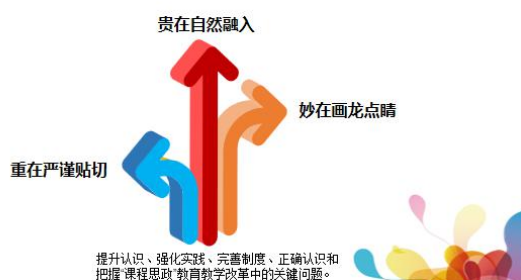 贵在自然融入
妙在画龙点睛
重在严谨贴切
提升认识、强化实践、完善制度、正确认识和
把握“课程思政”教育教学改革中的关键问题。